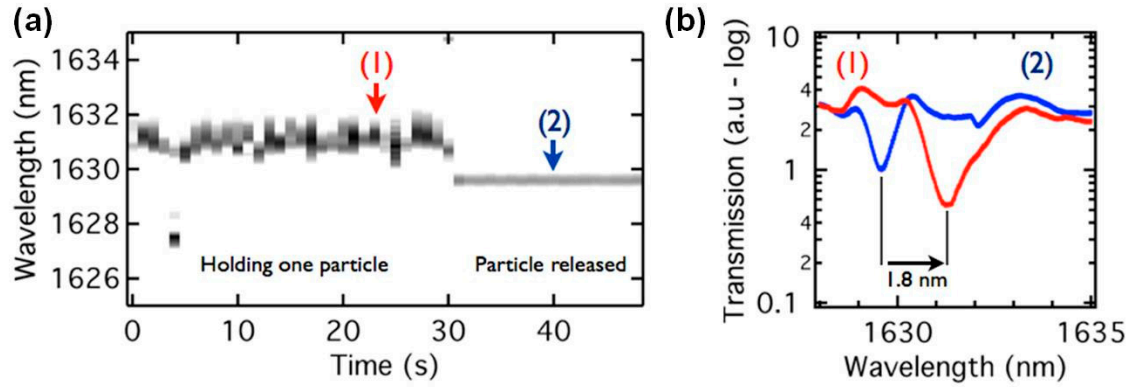 (a)
Wavelength (nm)
1634
1632
1630
1628
1626
(1)
(2)
Holding one particle
Particle released
0
10
20
30
40
Time (s)
(b)
Transmission (a.u - log)
10
4
2
1
4
2
0.1
(1)
(2)
1.8 nm
1630
1635
Wavelength (nm)